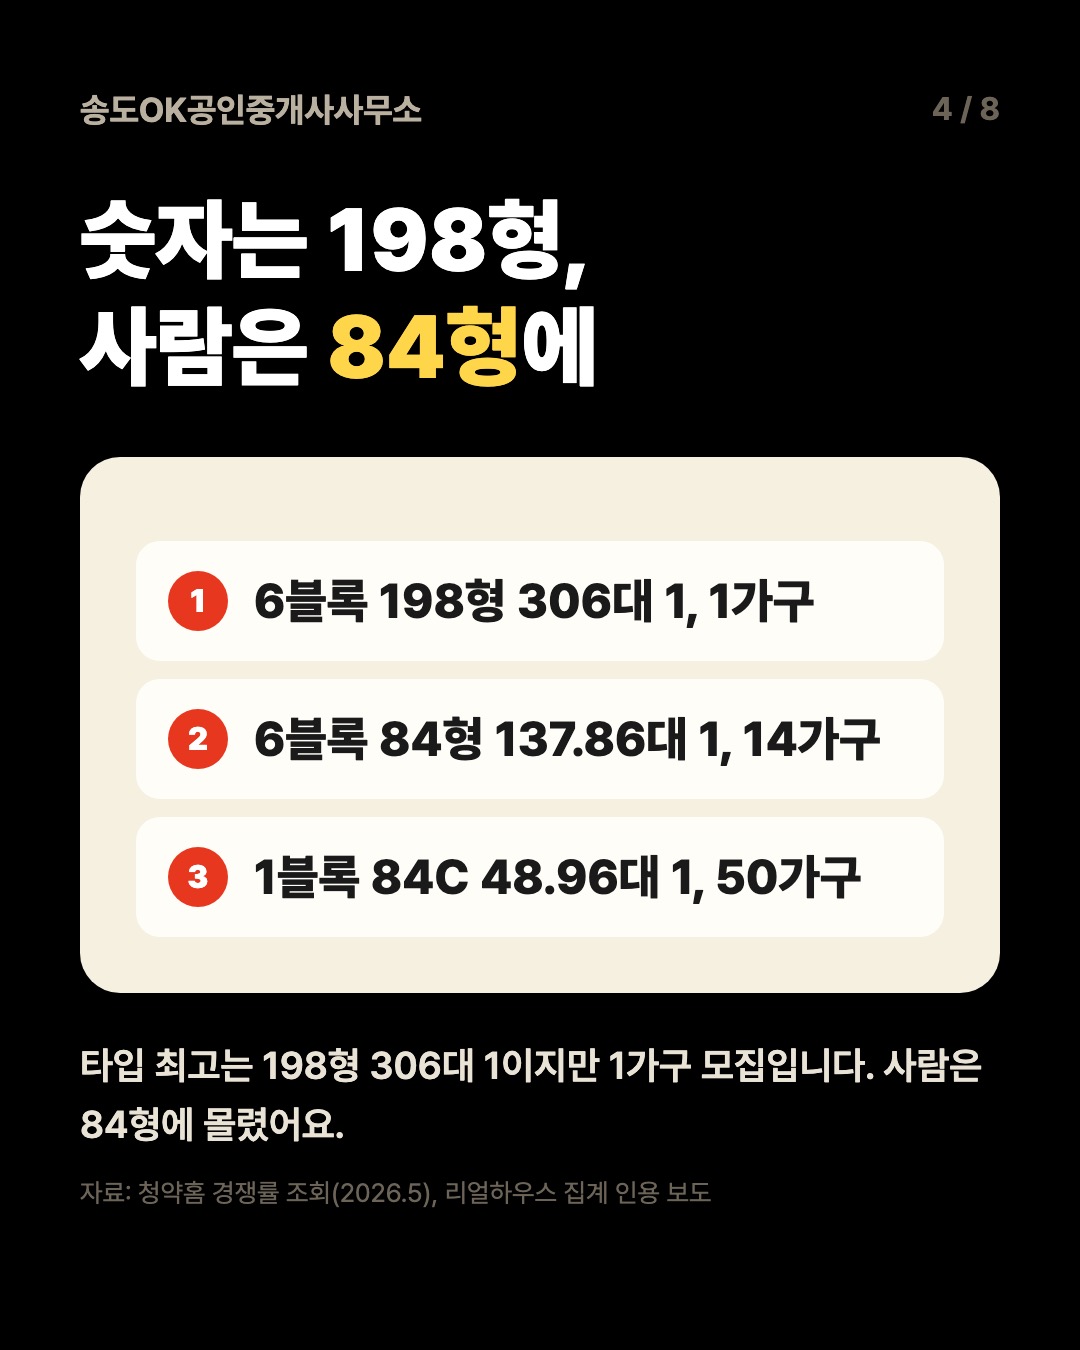 송도OK공인중개사사무소
4 / 8
숫자는 198형,
사람은 84형에
1 6블록 198형 306대 1, 1가구
2 6블록 84형 137.86대 1, 14가구
3 1블록 84C 48.96대 1, 50가구
타입 최고는 198형 306대 1이지만 1가구 모집입니다. 사람은
84형에 몰렸어요.
자료: 청약홈 경쟁률 조회(2026.5), 리얼하우스 집계 인용 보도